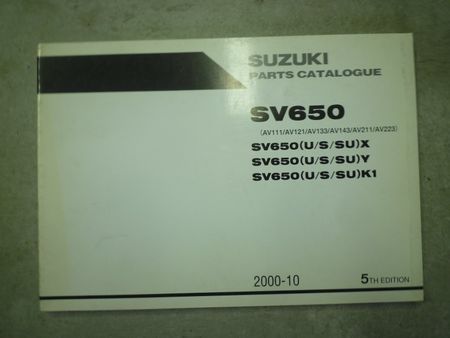 SUZUKI
PARTS CATALOGUE
SV650
(AV111/AV121/AV133/AV143/AV211/AV223)
SV650(U/S/SU)X
SV650(U/S/SU)Y
SV650(U/S/SU)K1
2000-10 5TH EDITION